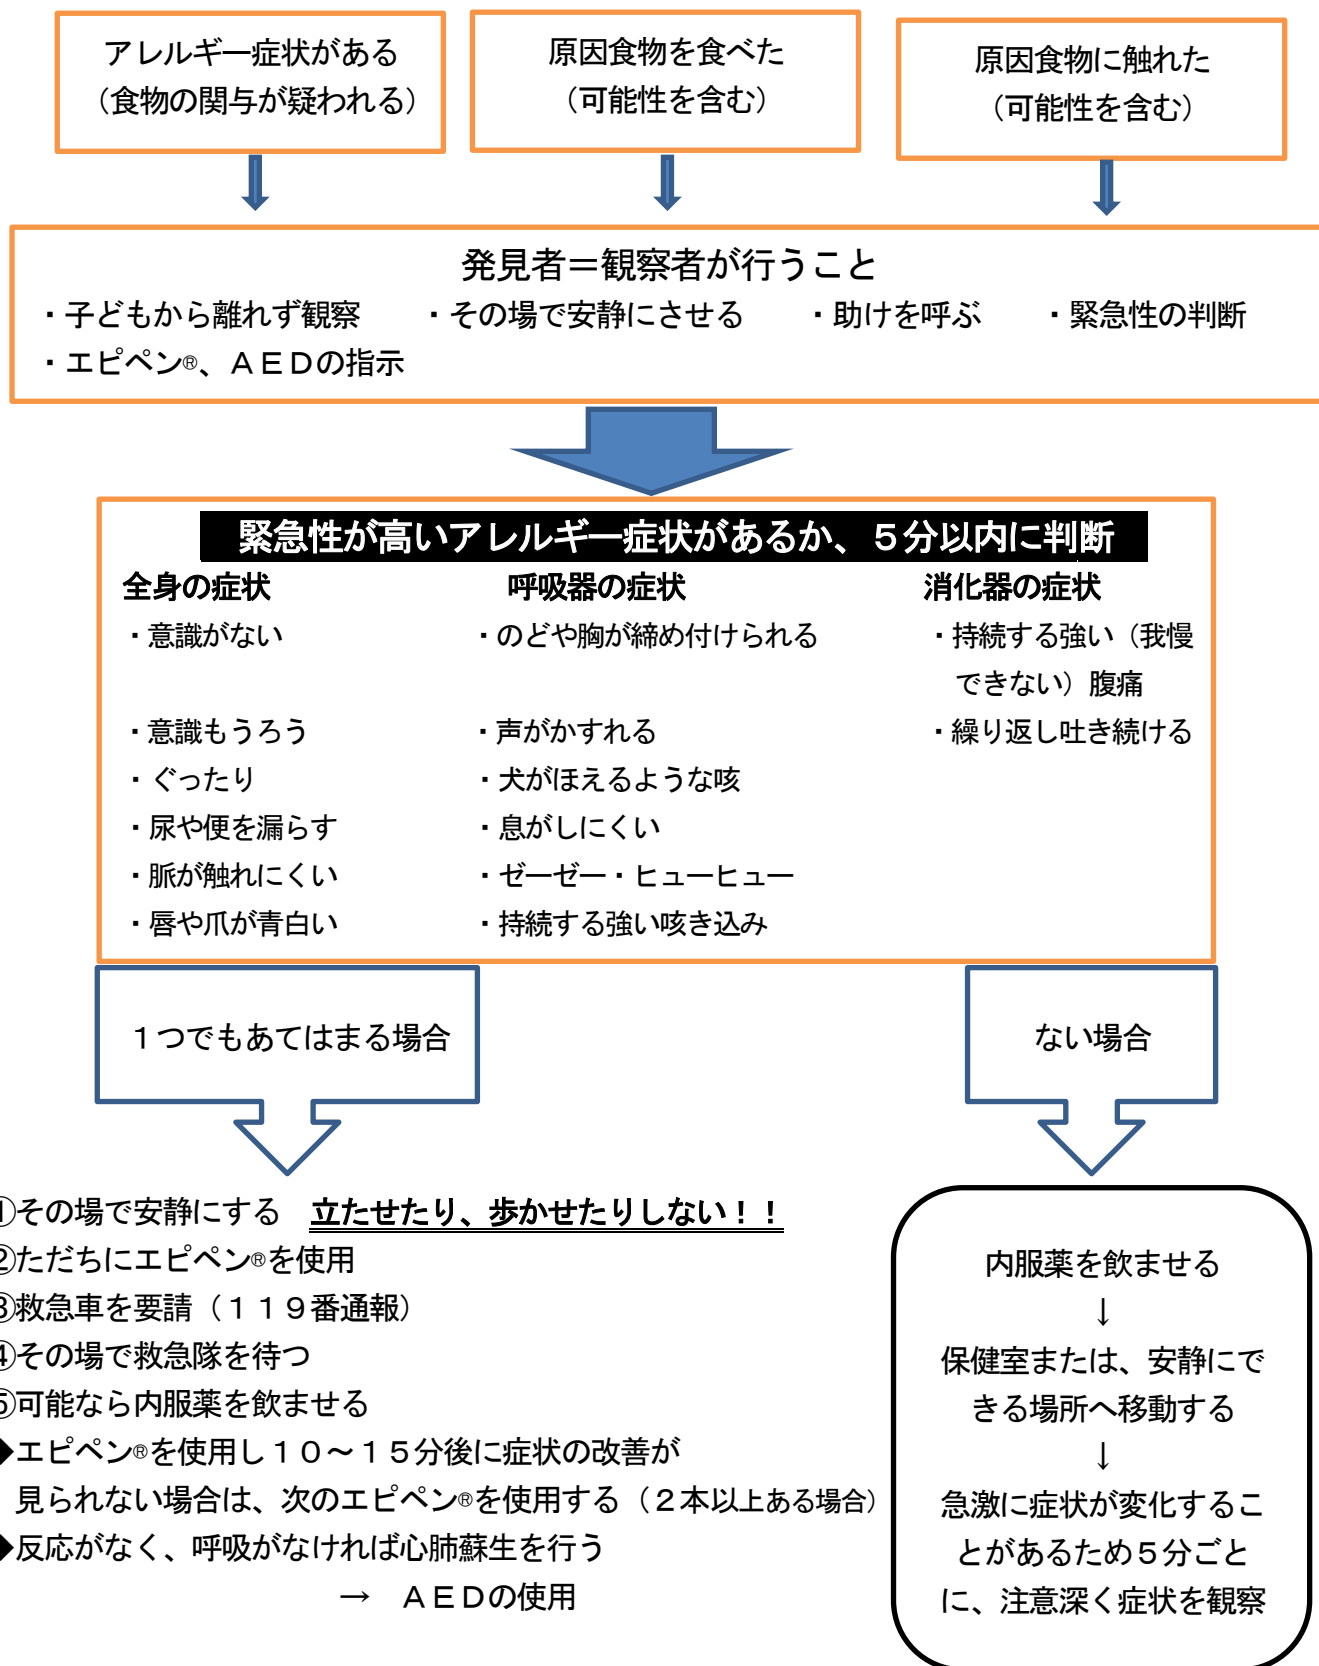 アレルギー症状がある
（食物の関与が疑われる）
原因食物を食べた
（可能性を含む）
原因食物に触れた
（可能性を含む）
発見者＝観察者が行うこと
・子どもから離れず観察　・その場で安静にさせる　・助けを呼ぶ　・緊急性の判断
・エピペン®、ＡＥＤの指示
緊急性が高いアレルギー症状があるか、５分以内に判断
全身の症状
・意識がない
・意識もうろう
・ぐったり
・尿や便を漏らす
・脈が触れにくい
・唇や爪が青白い
呼吸器の症状
・のどや胸が締め付けられる
・声がかすれる
・犬がほえるような咳
・息がしにくい
・ゼーゼー・ヒューヒュー
・持続する強い咳き込み
消化器の症状
・持続する強い（我慢
できない）腹痛
・繰り返し吐き続ける
１つでもあてはまる場合
ない場合
①その場で安静にする　立たせたり、歩かせたりしない！！
②ただちにエピペン®を使用
③救急車を要請（１１９番通報）
④その場で救急隊を待つ
⑤可能なら内服薬を飲ませる
◆エピペン®を使用し１０～１５分後に症状の改善が
見られない場合は、次のエピペン®を使用する（２本以上ある場合）
◆反応がなく、呼吸がなければ心肺蘇生を行う
→　ＡＥＤの使用
内服薬を飲ませる
↓
保健室または、安静にで
きる場所へ移動する
↓
急激に症状が変化するこ
とがあるため５分ごと
に、注意深く症状を観察